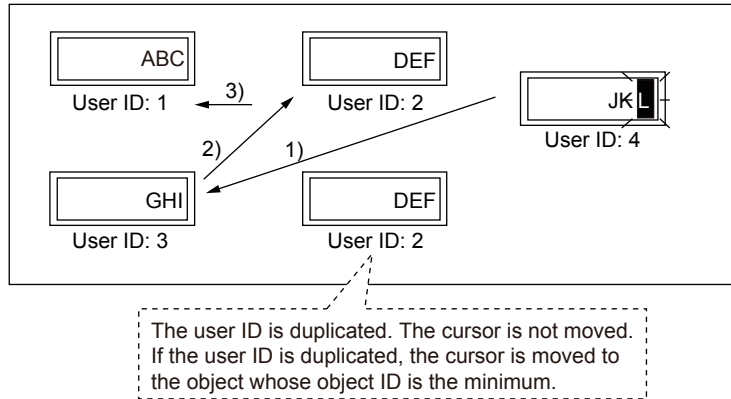 ABC
User ID: 1
DEF
User ID: 2
JKL
User ID: 4
3)
2)
1)
GHI
User ID: 3
DEF
User ID: 2
The user ID is duplicated. The cursor is not moved.
If the user ID is duplicated, the cursor is moved to
the object whose object ID is the minimum.